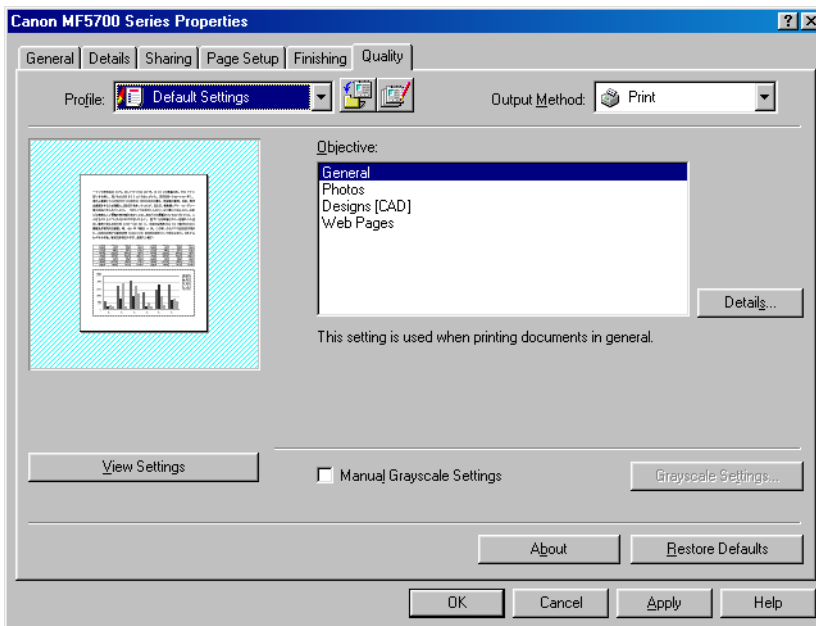 Canon MF5700 Series Properties
General Details Sharing Page Setup Finishing Quality
Profile: Default Settings Output Method: Print
Objective:
General
Photos
Designs [CAD]
Web Pages
Details...
This setting is used when printing documents in general.
View Settings
Manual Grayscale Settings Grayscale Settings...
About Restore Defaults
OK Cancel Apply Help